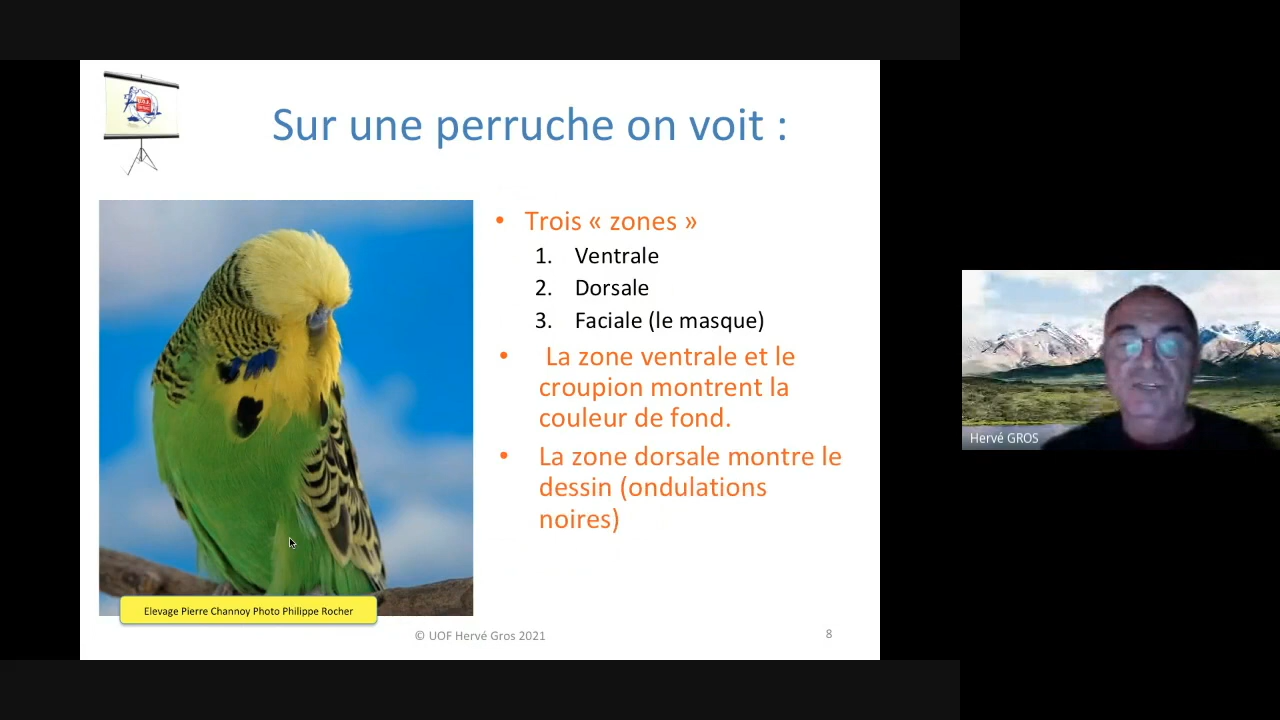 Sur une perruche on voit :
• Trois « zones »
1. Ventrale
2. Dorsale
3. Faciale (le masque)
• La zone ventrale et le
croupion montrent la
couleur de fond.
• La zone dorsale montre le
dessin (ondulations
noires)
Elevage Pierre Channoy Photo Philippe Rocher
© UOF Hervé Gros 2021
8
Hervé GROS